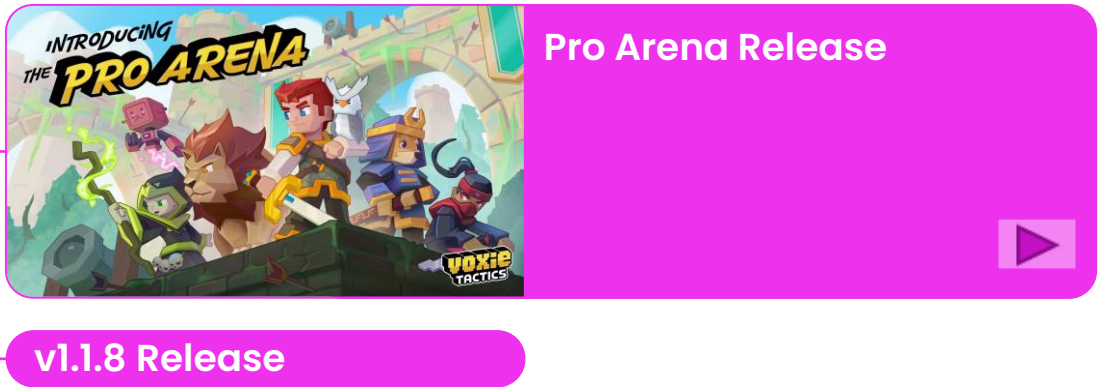 INTRODUCING
THE PRO ARENA
Pro Arena Release
VOXIE
TACTICS
v1.1.8 Release